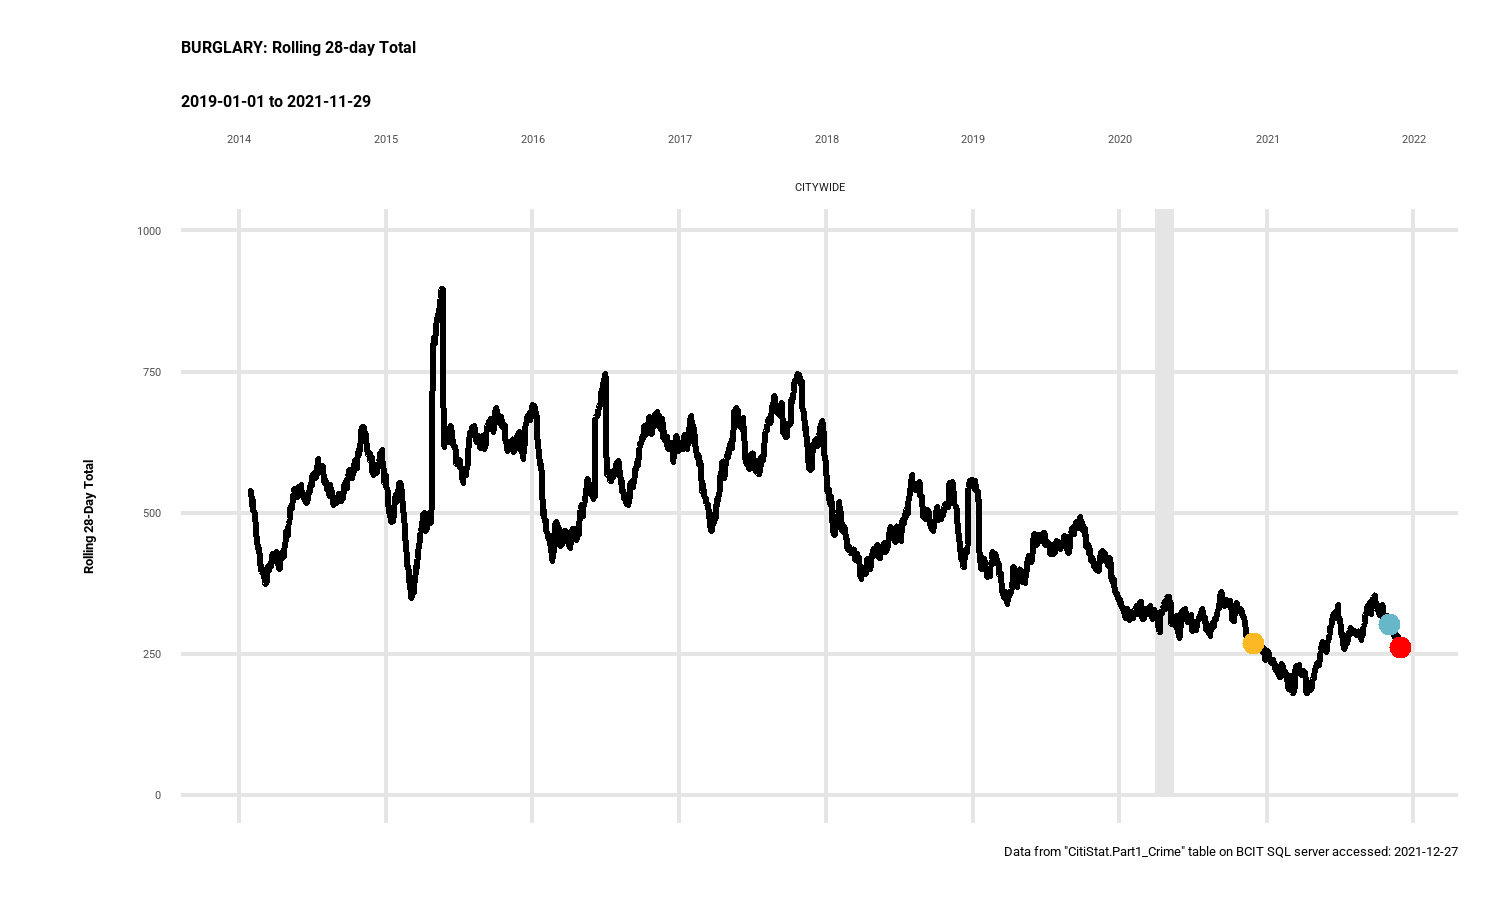 BURGLARY: Rolling 28-day Total
2019-01-01 to 2021-11-29
2014 2015 2016 2017 2018 2019 2020 2021 2022
CITYWIDE
1000
750
500
250
0
Rolling 28-Day Total
Data from "CitiStat.Part1_Crime" table on BCIT SQL server accessed: 2021-12-27